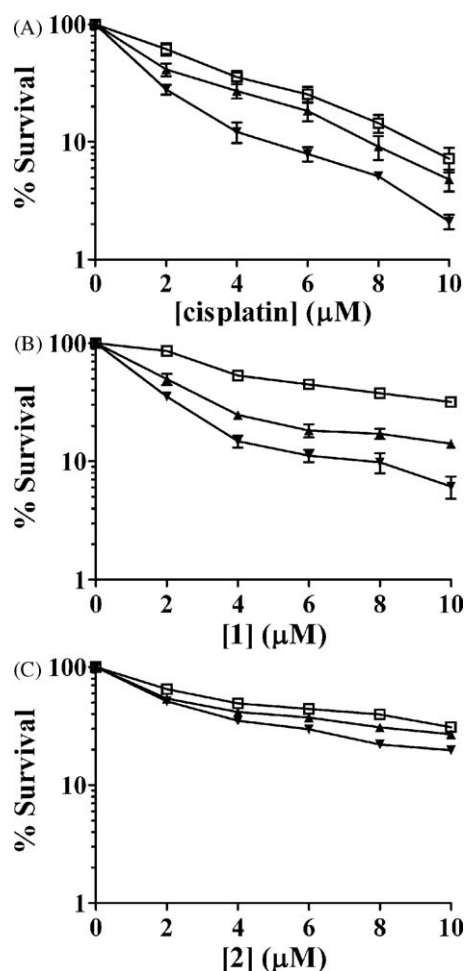 (A)
100
10
1
% Survival
0 2 4 6 8 10
[cisplatin] (μM)
(B)
100
10
1
% Survival
0 2 4 6 8 10
[1] (μM)
(C)
100
10
1
% Survival
0 2 4 6 8 10
[2] (μM)